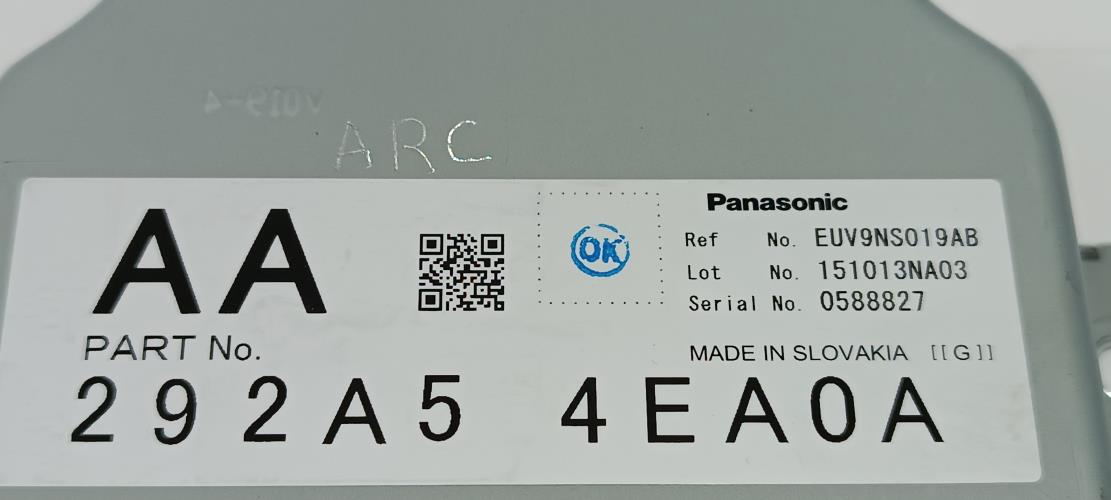 V019-4
ARC
AA
OK
Panasonic
Ref No. EUV9NS019AB
Lot No. 151013NA03
Serial No. 0588827
PART No.
MADE IN SLOVAKIA [[G]]
292A5 4EA0A